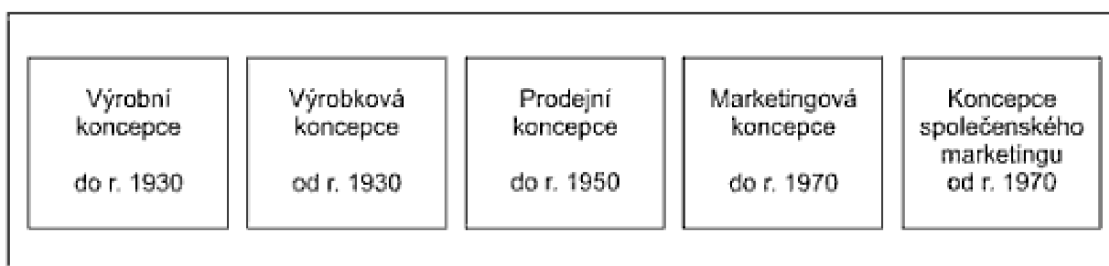 Výrobní
koncepce
do r. 1930
Výrobková
koncepce
od r. 1930
Prodejní
koncepce
do r. 1950
Marketingová
koncepce
do r. 1970
Koncepce
společenského
marketingu
od r. 1970